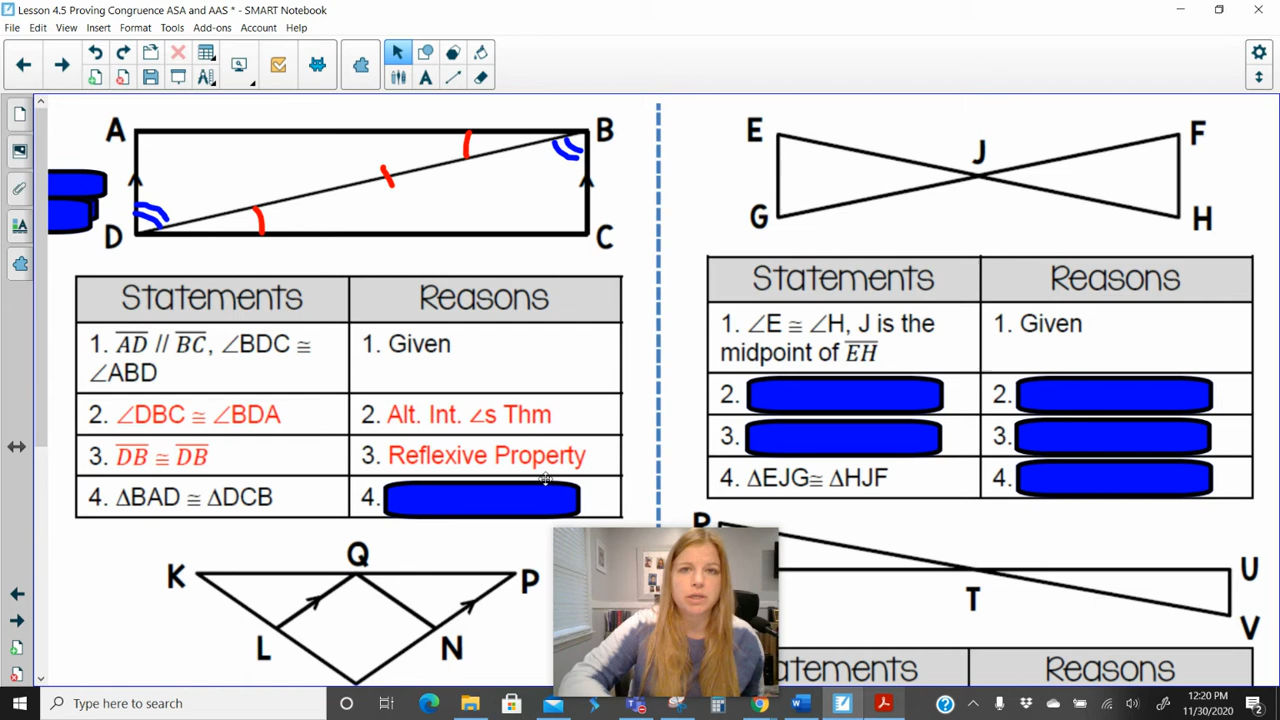 Lesson 4.5 Proving Congruence ASA and AAS * - SMART Notebook
File Edit View Insert Format Tools Add-ons Account Help
A
B
D
C
Statements Reasons
1. AD // BC, ∠BDC ≅
∠ABD
1. Given
2. ∠DBC ≅ ∠BDA
2. Alt. Int. ∠s Thm
3. DB ≅ DB
3. Reflexive Property
4. ΔBAD ≅ ΔDCB
4.
K
Q
P
L
N
E
J
F
G
H
Statements Reasons
1. ∠E ≅ ∠H, J is the
midpoint of EH
1. Given
2.
2.
3.
3.
4. ΔEJG≅ ΔHJF
4.
U
T
V
atements Reasons
Type here to search
12:20 PM
11/30/2020
2